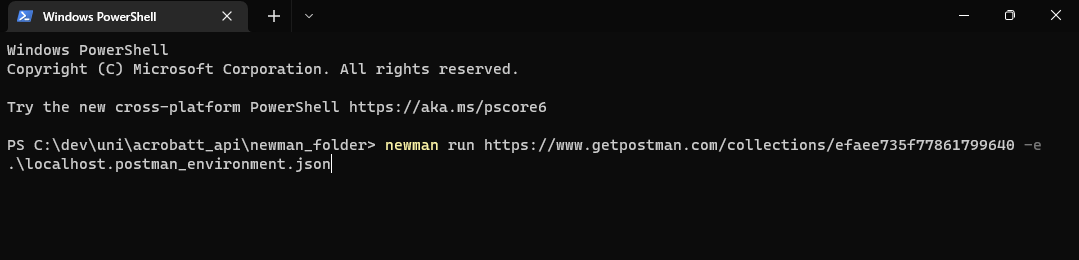 Windows PowerShell
Windows PowerShell
Copyright (C) Microsoft Corporation. All rights reserved.
Try the new cross-platform PowerShell https://aka.ms/pscore6
PS C:\dev\uni\acrobatt_api\newman_folder> newman run https://www.getpostman.com/collections/efaee735f77861799640 -e
.\localhost.postman_environment.json